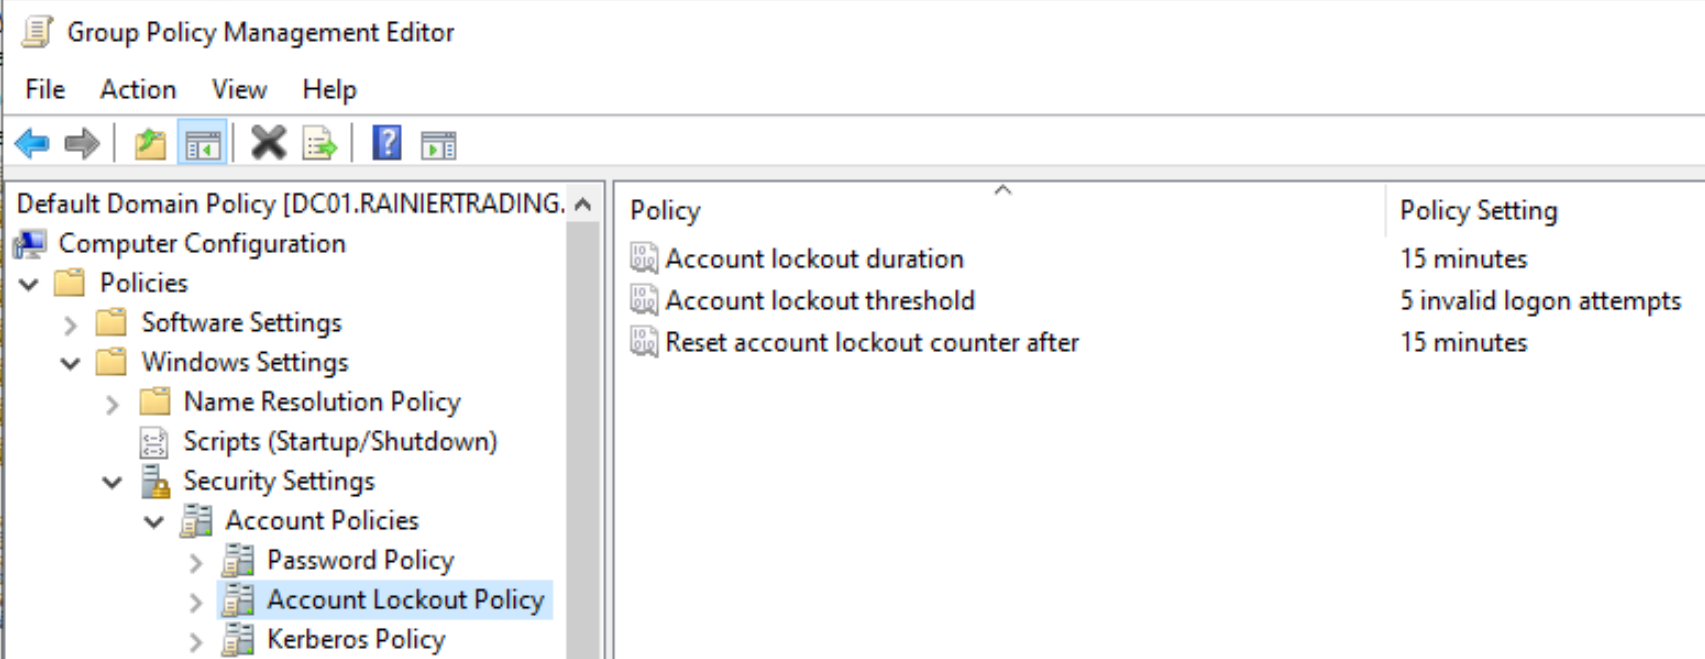 Group Policy Management Editor
File Action View Help
Default Domain Policy [DC01.RAINIERTRADING.
Computer Configuration
Policies
Software Settings
Windows Settings
Name Resolution Policy
Scripts (Startup/Shutdown)
Security Settings
Account Policies
Password Policy
Account Lockout Policy
Kerberos Policy
Policy Policy Setting
Account lockout duration 15 minutes
Account lockout threshold 5 invalid logon attempts
Reset account lockout counter after 15 minutes